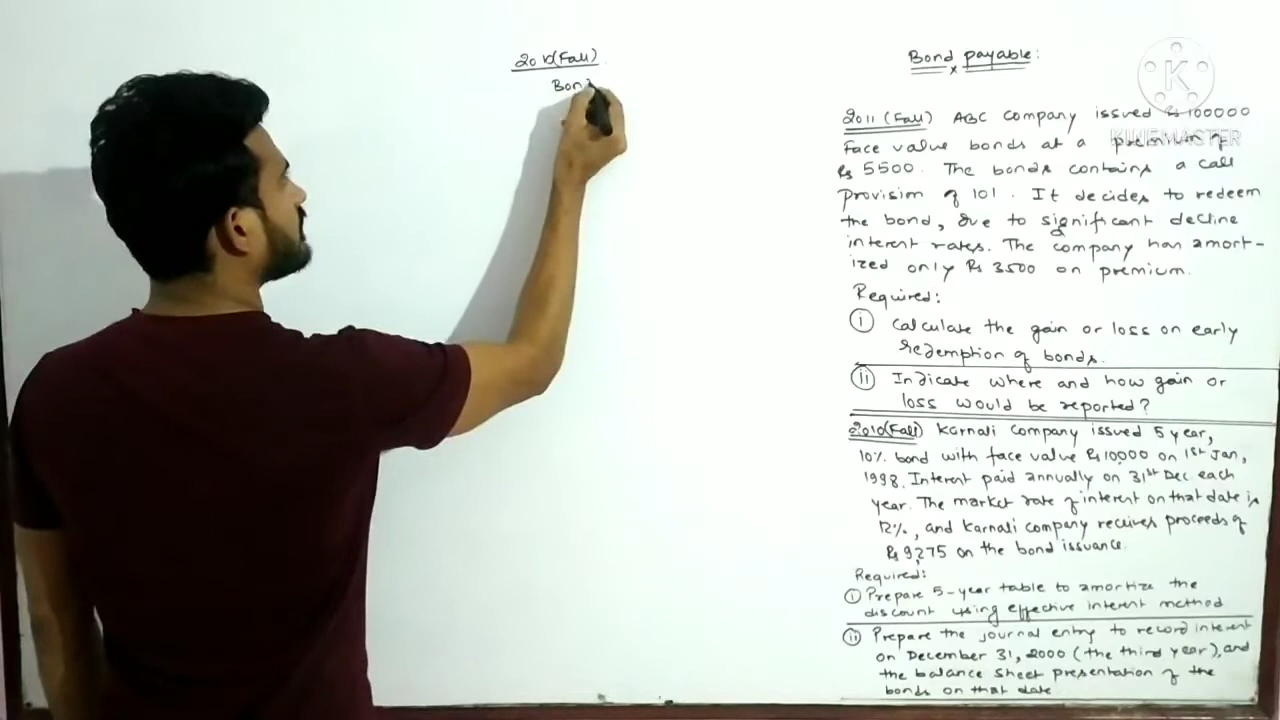 2010(Fall)
Bon
Bond payable:
K
KINEMASTER
2011 (Fall) ABC Company issued Rs 100000
Face value bonds at a premium of
Rs 5500. The bonds contains a call
provision of 101. It decides to redeem
the bond, due to significant decline
interest rates. The company has amort-
ized only Rs 3500 on premium.
Required:
i Calculate the gain or loss on early
redemption of bonds.
ii Indicate where and how gain or
loss would be reported?
2010(Fall) Karnali Company issued 5 year,
10% bond with face value Rs 10,000 on 1st Jan,
1998. Interest paid annually on 31st Dec each
year. The market rate of interest on that date is
12%, and Karnali company receives proceeds of
Rs 9,275 on the bond issuance.
Required:
i Prepare 5-year table to amortize the
discount using effective interest method
ii Prepare the journal entry to record interest
on December 31, 2000 (the third year), and
the balance sheet presentation of the
bonds on that date